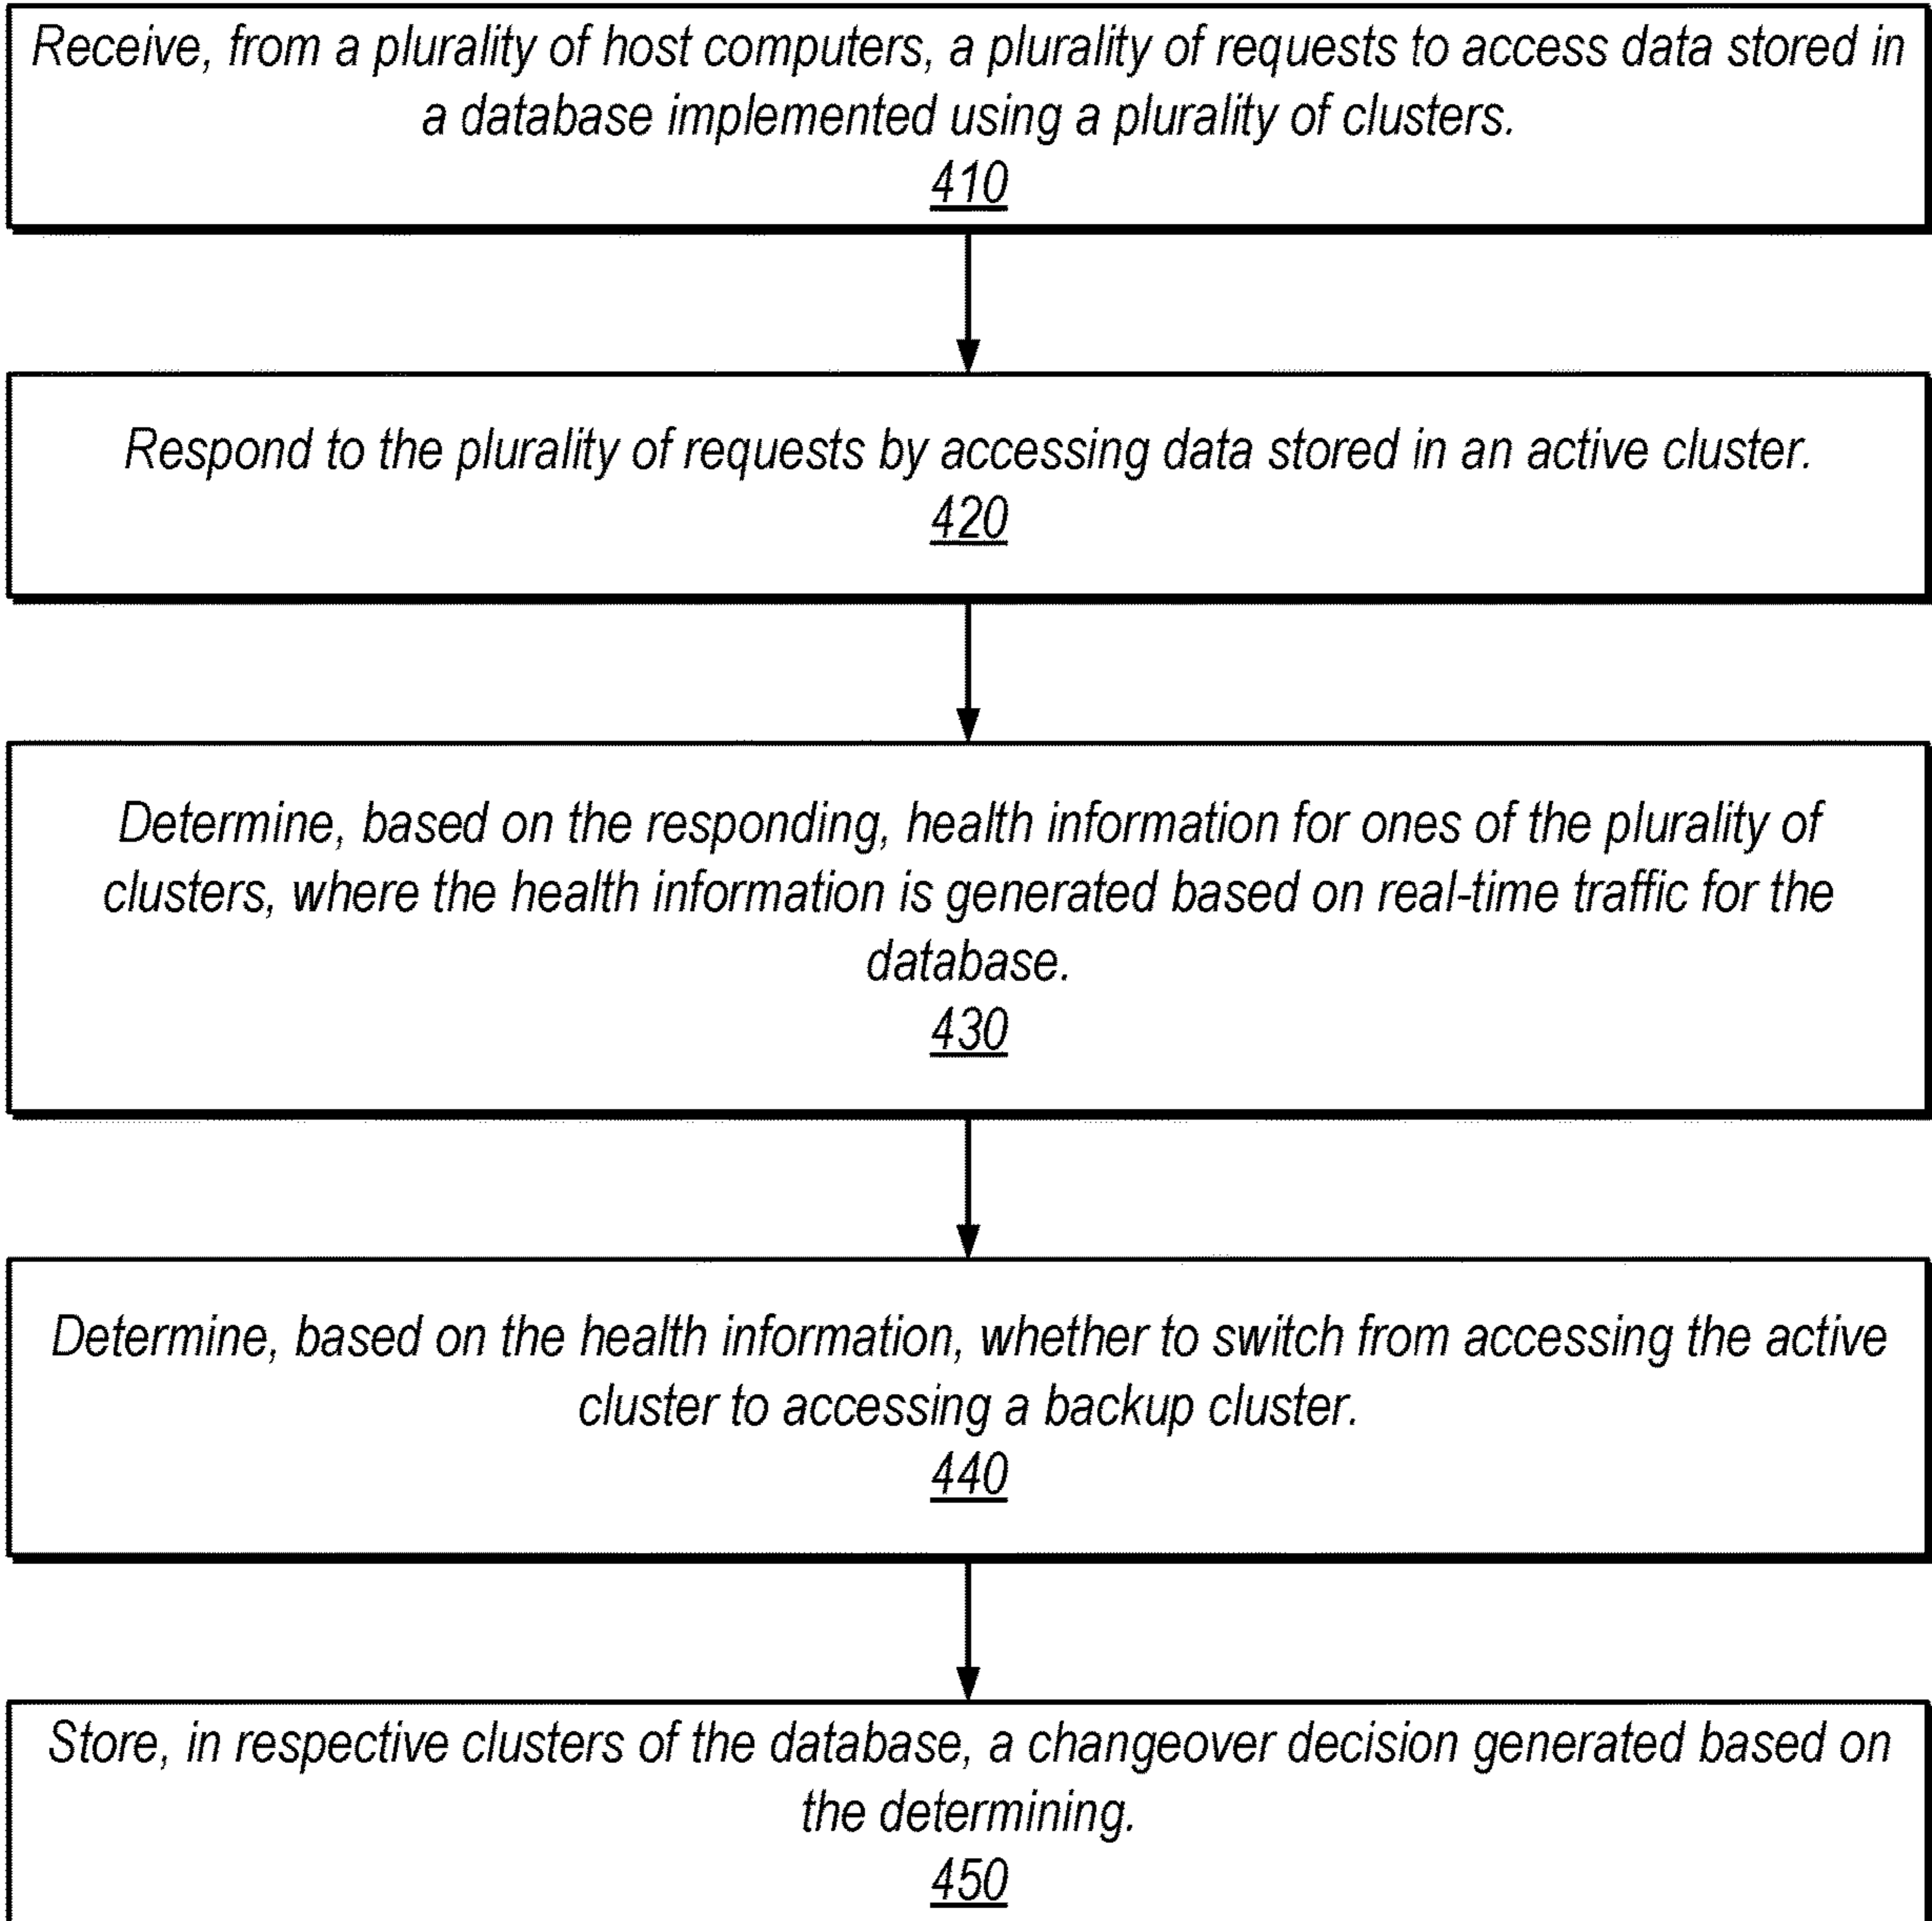 Receive, from a plurality of host computers, a plurality of requests to access data stored in
a database implemented using a plurality of clusters.
410
Respond to the plurality of requests by accessing data stored in an active cluster.
420
Determine, based on the responding, health information for ones of the plurality of
clusters, where the health information is generated based on real-time traffic for the
database.
430
Determine, based on the health information, whether to switch from accessing the active
cluster to accessing a backup cluster.
440
Store, in respective clusters of the database, a changeover decision generated based on
the determining.
450